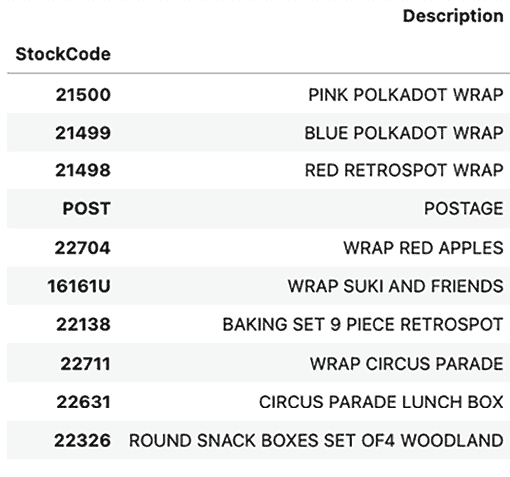 Description
StockCode
21500 PINK POLKADOT WRAP
21499 BLUE POLKADOT WRAP
21498 RED RETROSPOT WRAP
POST POSTAGE
22704 WRAP RED APPLES
16161U WRAP SUKI AND FRIENDS
22138 BAKING SET 9 PIECE RETROSPOT
22711 WRAP CIRCUS PARADE
22631 CIRCUS PARADE LUNCH BOX
22326 ROUND SNACK BOXES SET OF4 WOODLAND